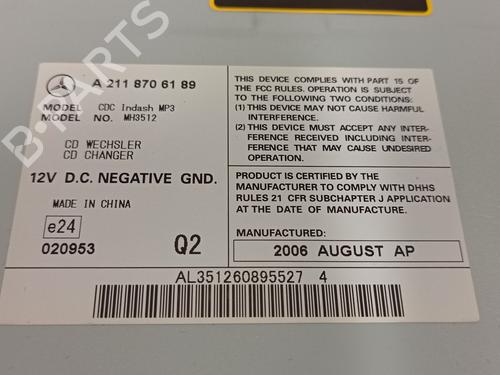 A 211 870 61 89
MODEL CDC Indash MP3
MODEL NO. MH3512
CD WECHSLER
CD CHANGER
12V D.C. NEGATIVE GND.
MADE IN CHINA
e24
020953
Q2
THIS DEVICE COMPLIES WITH PART 15 OF
THE FCC RULES. OPERATION IS SUBJECT
TO THE FOLLOWING TWO CONDITIONS:
(1) THIS DEVICE MAY NOT CAUSE HARMFUL
INTERFERENCE.
(2) THIS DEVICE MUST ACCEPT ANY INTER-
FERENCE RECEIVED INCLUDING INTERFER-
ENCE THAT MAY CAUSE UNDESIRED
OPERATION.
PRODUCT IS CERTIFIED BY THE
MANUFACTURER TO COMPLY WITH DHHS
RULES 21 CFR SUBCHAPTER J APPLICATION
AT THE DATE OF MANUFACTURE.
MANUFACTURED:
2006 AUGUST AP
AL351260895527 4
B-PARTS